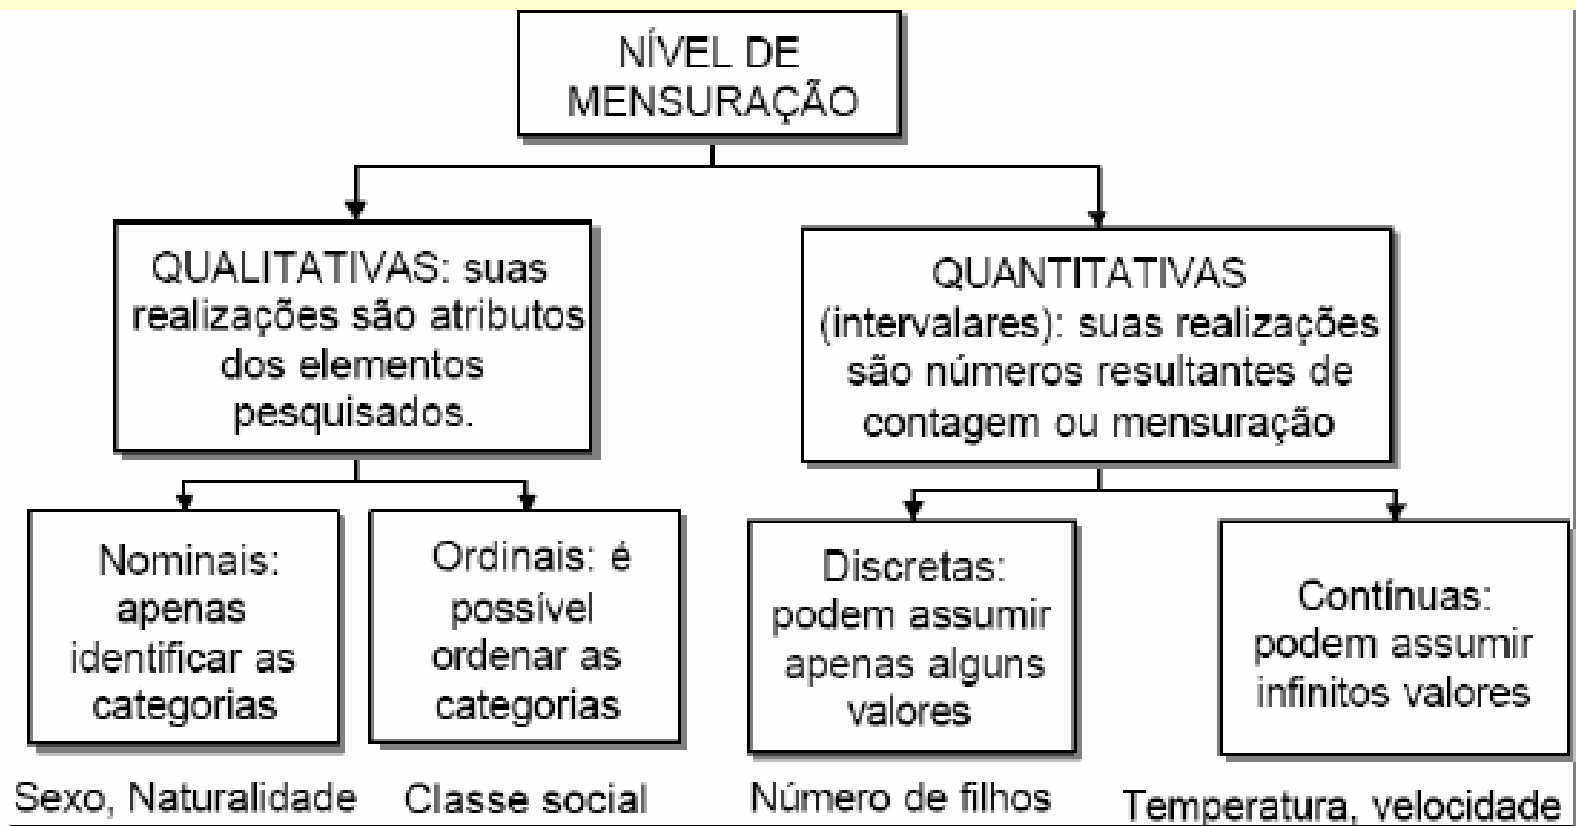 NÍVEL DE
MENSURAÇÃO
QUALITATIVAS: suas
realizações são atributos
dos elementos
pesquisados.
QUANTITATIVAS
(intervalares): suas realizações
são números resultantes de
contagem ou mensuração
Nominais:
apenas
identificar as
categorias
Ordinais: é
possível
ordenar as
categorias
Discretas:
podem assumir
apenas alguns
valores
Contínuas:
podem assumir
infinitos valores
Sexo, Naturalidade
Classe social
Número de filhos
Temperatura, velocidade